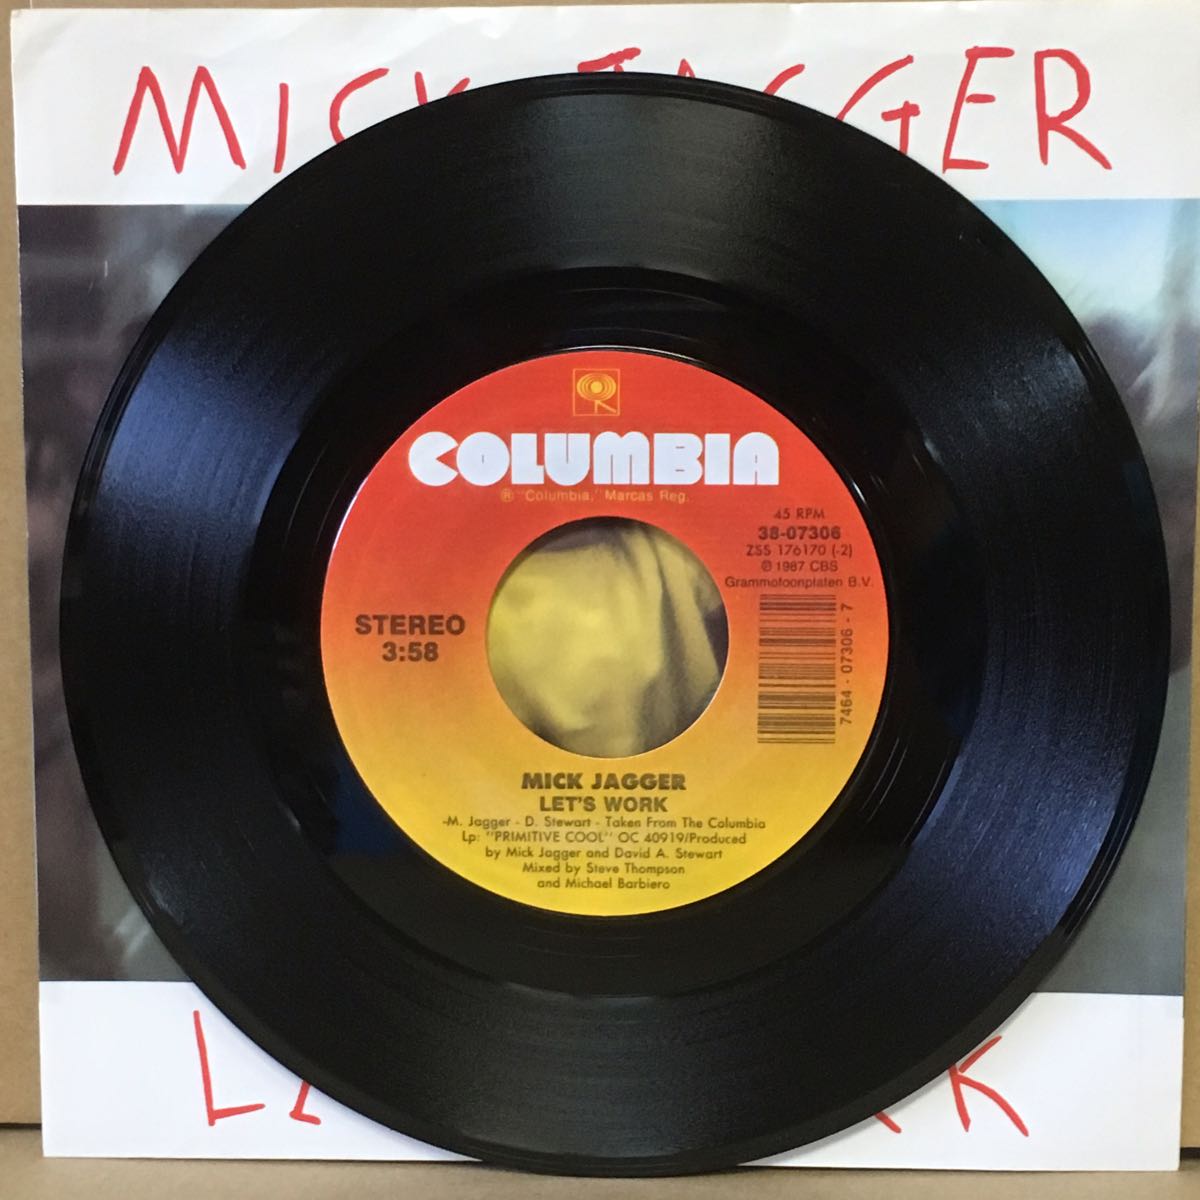 MICK JAGGER
COLUMBIA
® "Columbia," Marcas Reg.
45 RPM
38-07306
ZSS 176170 (-2)
℗ 1987 CBS
Grammofoonplaten B.V.
STEREO
3:58
7464 - 07306 - 7
MICK JAGGER
LET'S WORK
-M. Jagger - D. Stewart - Taken From The Columbia
Lp: "PRIMITIVE COOL" OC 40919/Produced
by Mick Jagger and David A. Stewart
Mixed by Steve Thompson
and Michael Barbiero